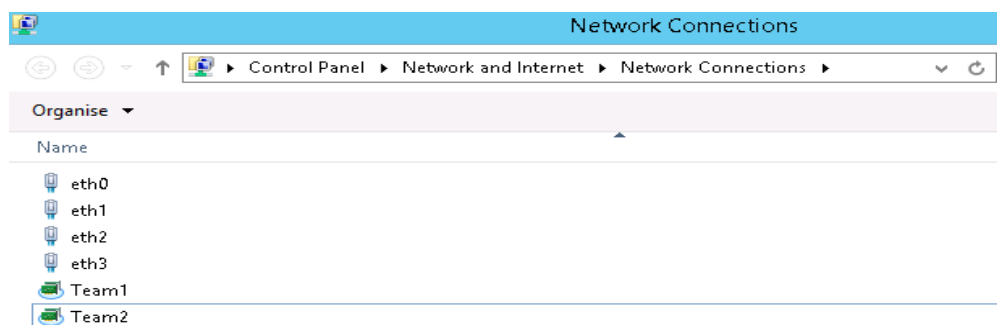 Network Connections
Control Panel Network and Internet Network Connections
Organise
Name
eth0
eth1
eth2
eth3
Team1
Team2